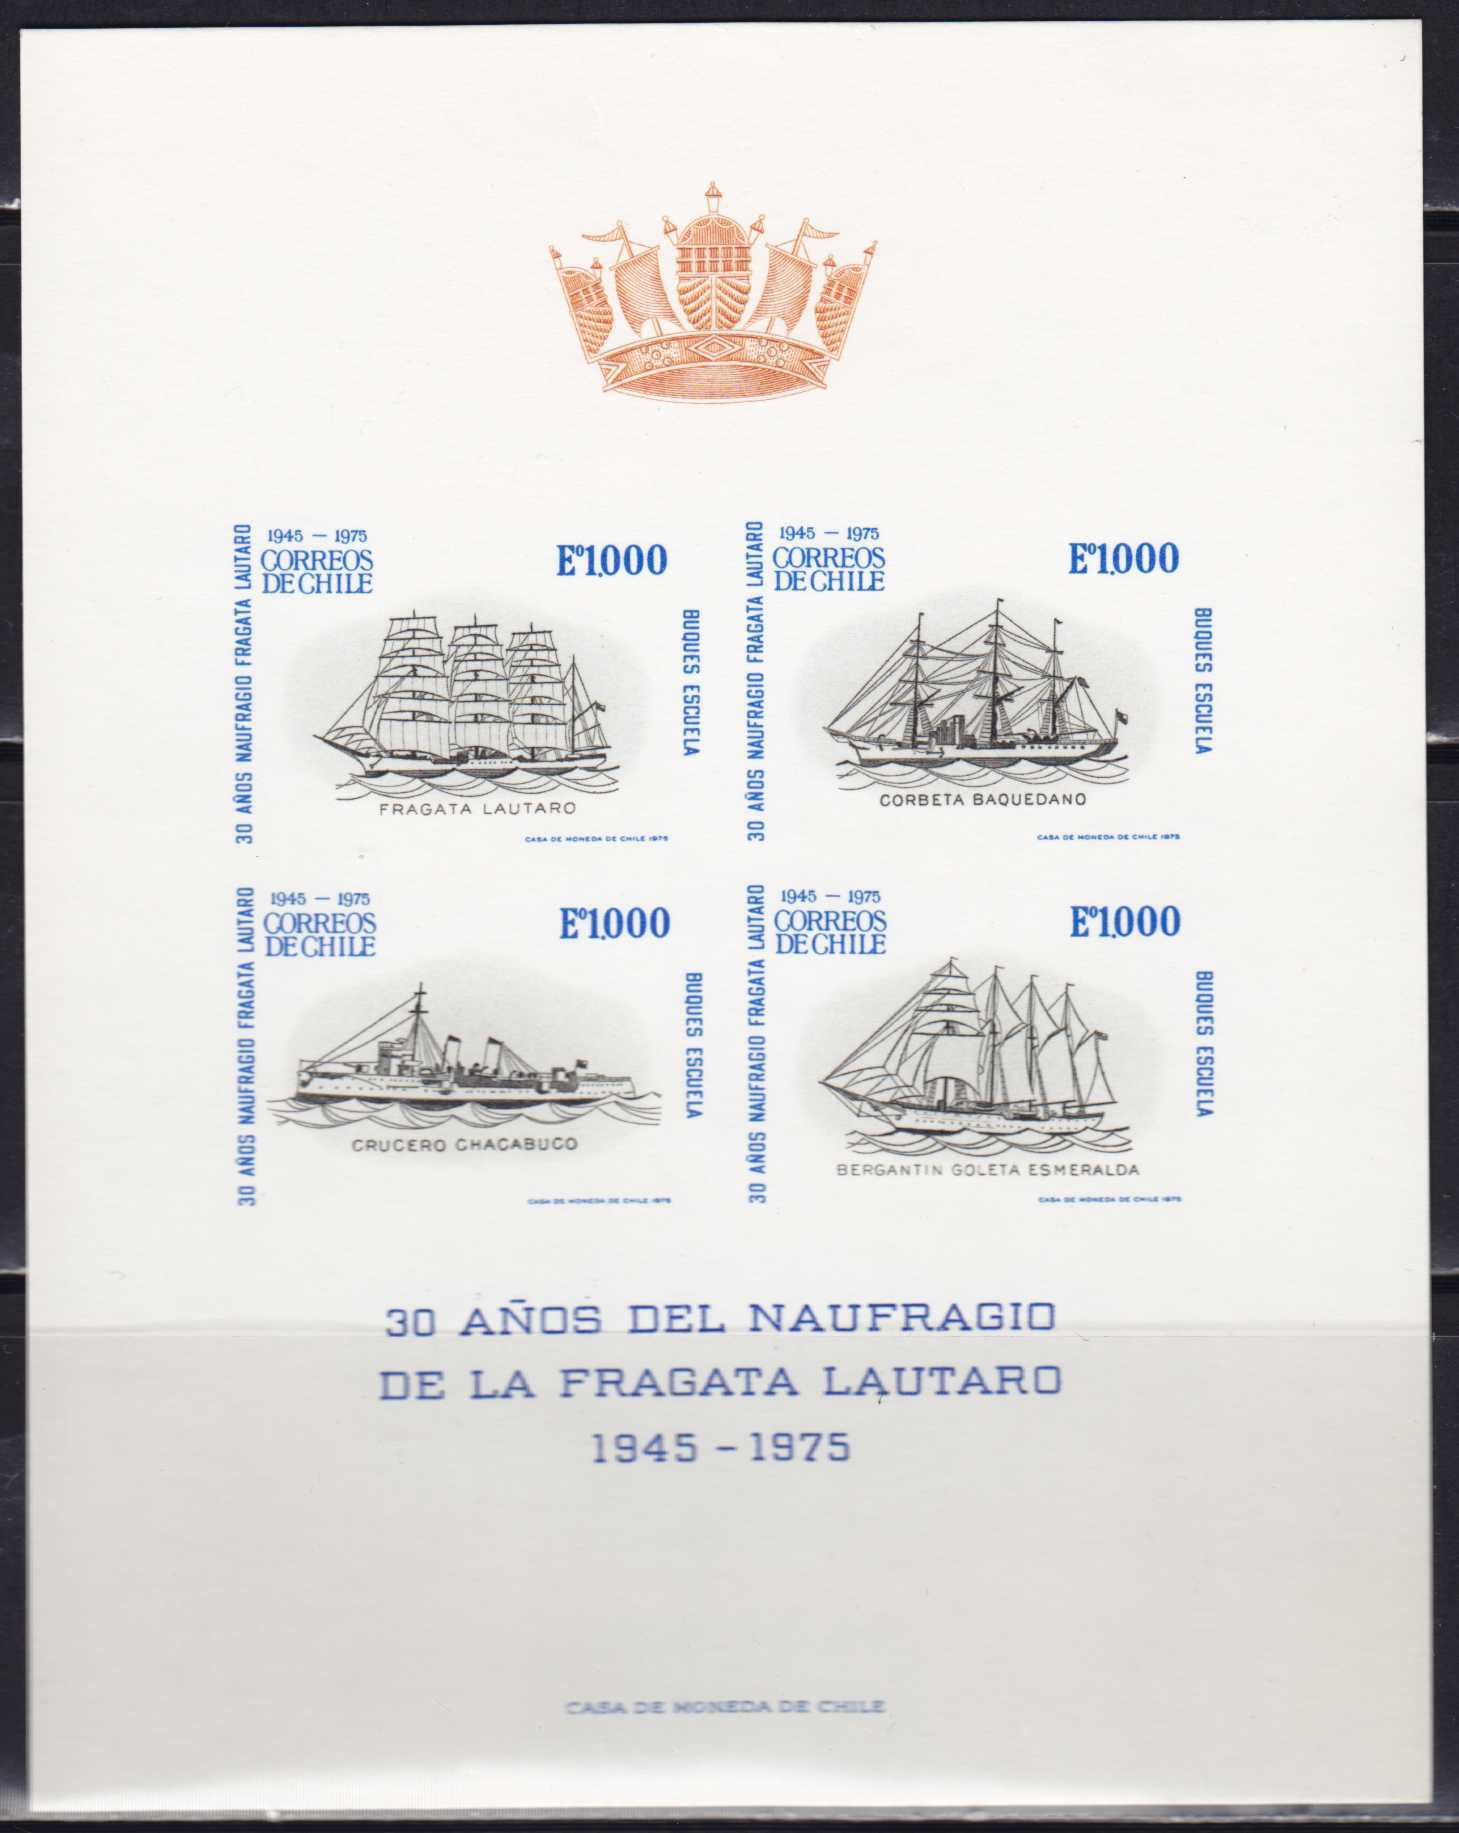 30 AÑOS NAUFRAGIO FRAGATA LAUTARO
1945 – 1975
CORREOS
DE CHILE
Eº1.000
BUQUES ESCUELA
FRAGATA LAUTARO
CASA DE MONEDA DE CHILE 1975
30 AÑOS NAUFRAGIO FRAGATA LAUTARO
1945 – 1975
CORREOS
DE CHILE
Eº1.000
BUQUES ESCUELA
CORBETA BAQUEDANO
CASA DE MONEDA DE CHILE 1975
30 AÑOS NAUFRAGIO FRAGATA LAUTARO
1945 – 1975
CORREOS
DE CHILE
Eº1.000
BUQUES ESCUELA
CRUCERO CHACABUCO
CASA DE MONEDA DE CHILE 1975
30 AÑOS NAUFRAGIO FRAGATA LAUTARO
1945 – 1975
CORREOS
DE CHILE
Eº1.000
BUQUES ESCUELA
BERGANTIN GOLETA ESMERALDA
CASA DE MONEDA DE CHILE 1975
30 AÑOS DEL NAUFRAGIO
DE LA FRAGATA LAUTARO
1945 – 1975
CASA DE MONEDA DE CHILE